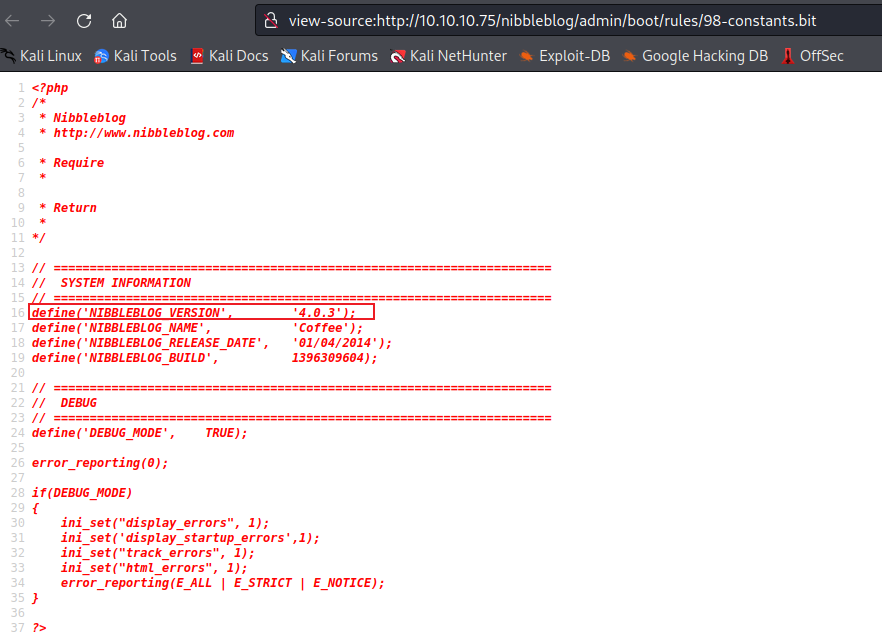 view-source:http://10.10.10.75/nibbleblog/admin/boot/rules/98-constants.bit
Kali Linux Kali Tools Kali Docs Kali Forums Kali NetHunter Exploit-DB Google Hacking DB OffSec
1 <?php
2 /*
3  * Nibbleblog
4  * http://www.nibbleblog.com
5
6  * Require
7  *
8
9  * Return
10  *
11 */
12
13 // =====================================================================
14 //  SYSTEM INFORMATION
15 // =====================================================================
16 define('NIBBLEBLOG_VERSION',        '4.0.3');
17 define('NIBBLEBLOG_NAME',           'Coffee');
18 define('NIBBLEBLOG_RELEASE_DATE',   '01/04/2014');
19 define('NIBBLEBLOG_BUILD',          1396309604);
20
21 // =====================================================================
22 //  DEBUG
23 // =====================================================================
24 define('DEBUG_MODE',    TRUE);
25
26 error_reporting(0);
27
28 if(DEBUG_MODE)
29 {
30     ini_set("display_errors", 1);
31     ini_set('display_startup_errors',1);
32     ini_set("track_errors", 1);
33     ini_set("html_errors", 1);
34     error_reporting(E_ALL | E_STRICT | E_NOTICE);
35 }
36
37 ?>